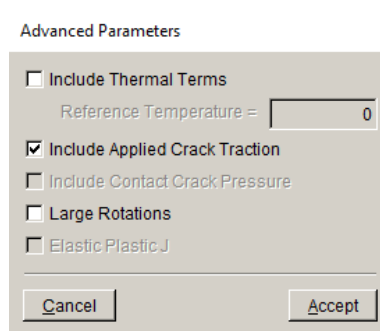 Advanced Parameters
Include Thermal Terms
Reference Temperature = 0
Include Applied Crack Traction
Include Contact Crack Pressure
Large Rotations
Elastic Plastic J
Cancel Accept